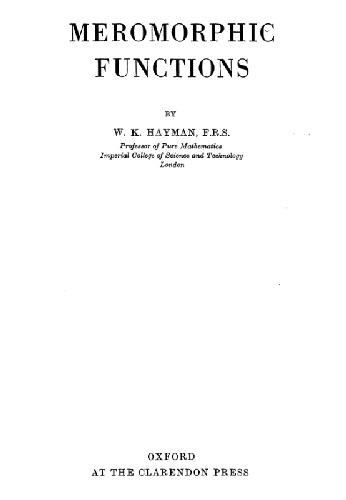 MEROMORPHIC
FUNCTIONS
BY
W. K. HAYMAN, F.R.S.
Professor of Pure Mathematics
Imperial College of Science and Technology
London
OXFORD
AT THE CLARENDON PRESS